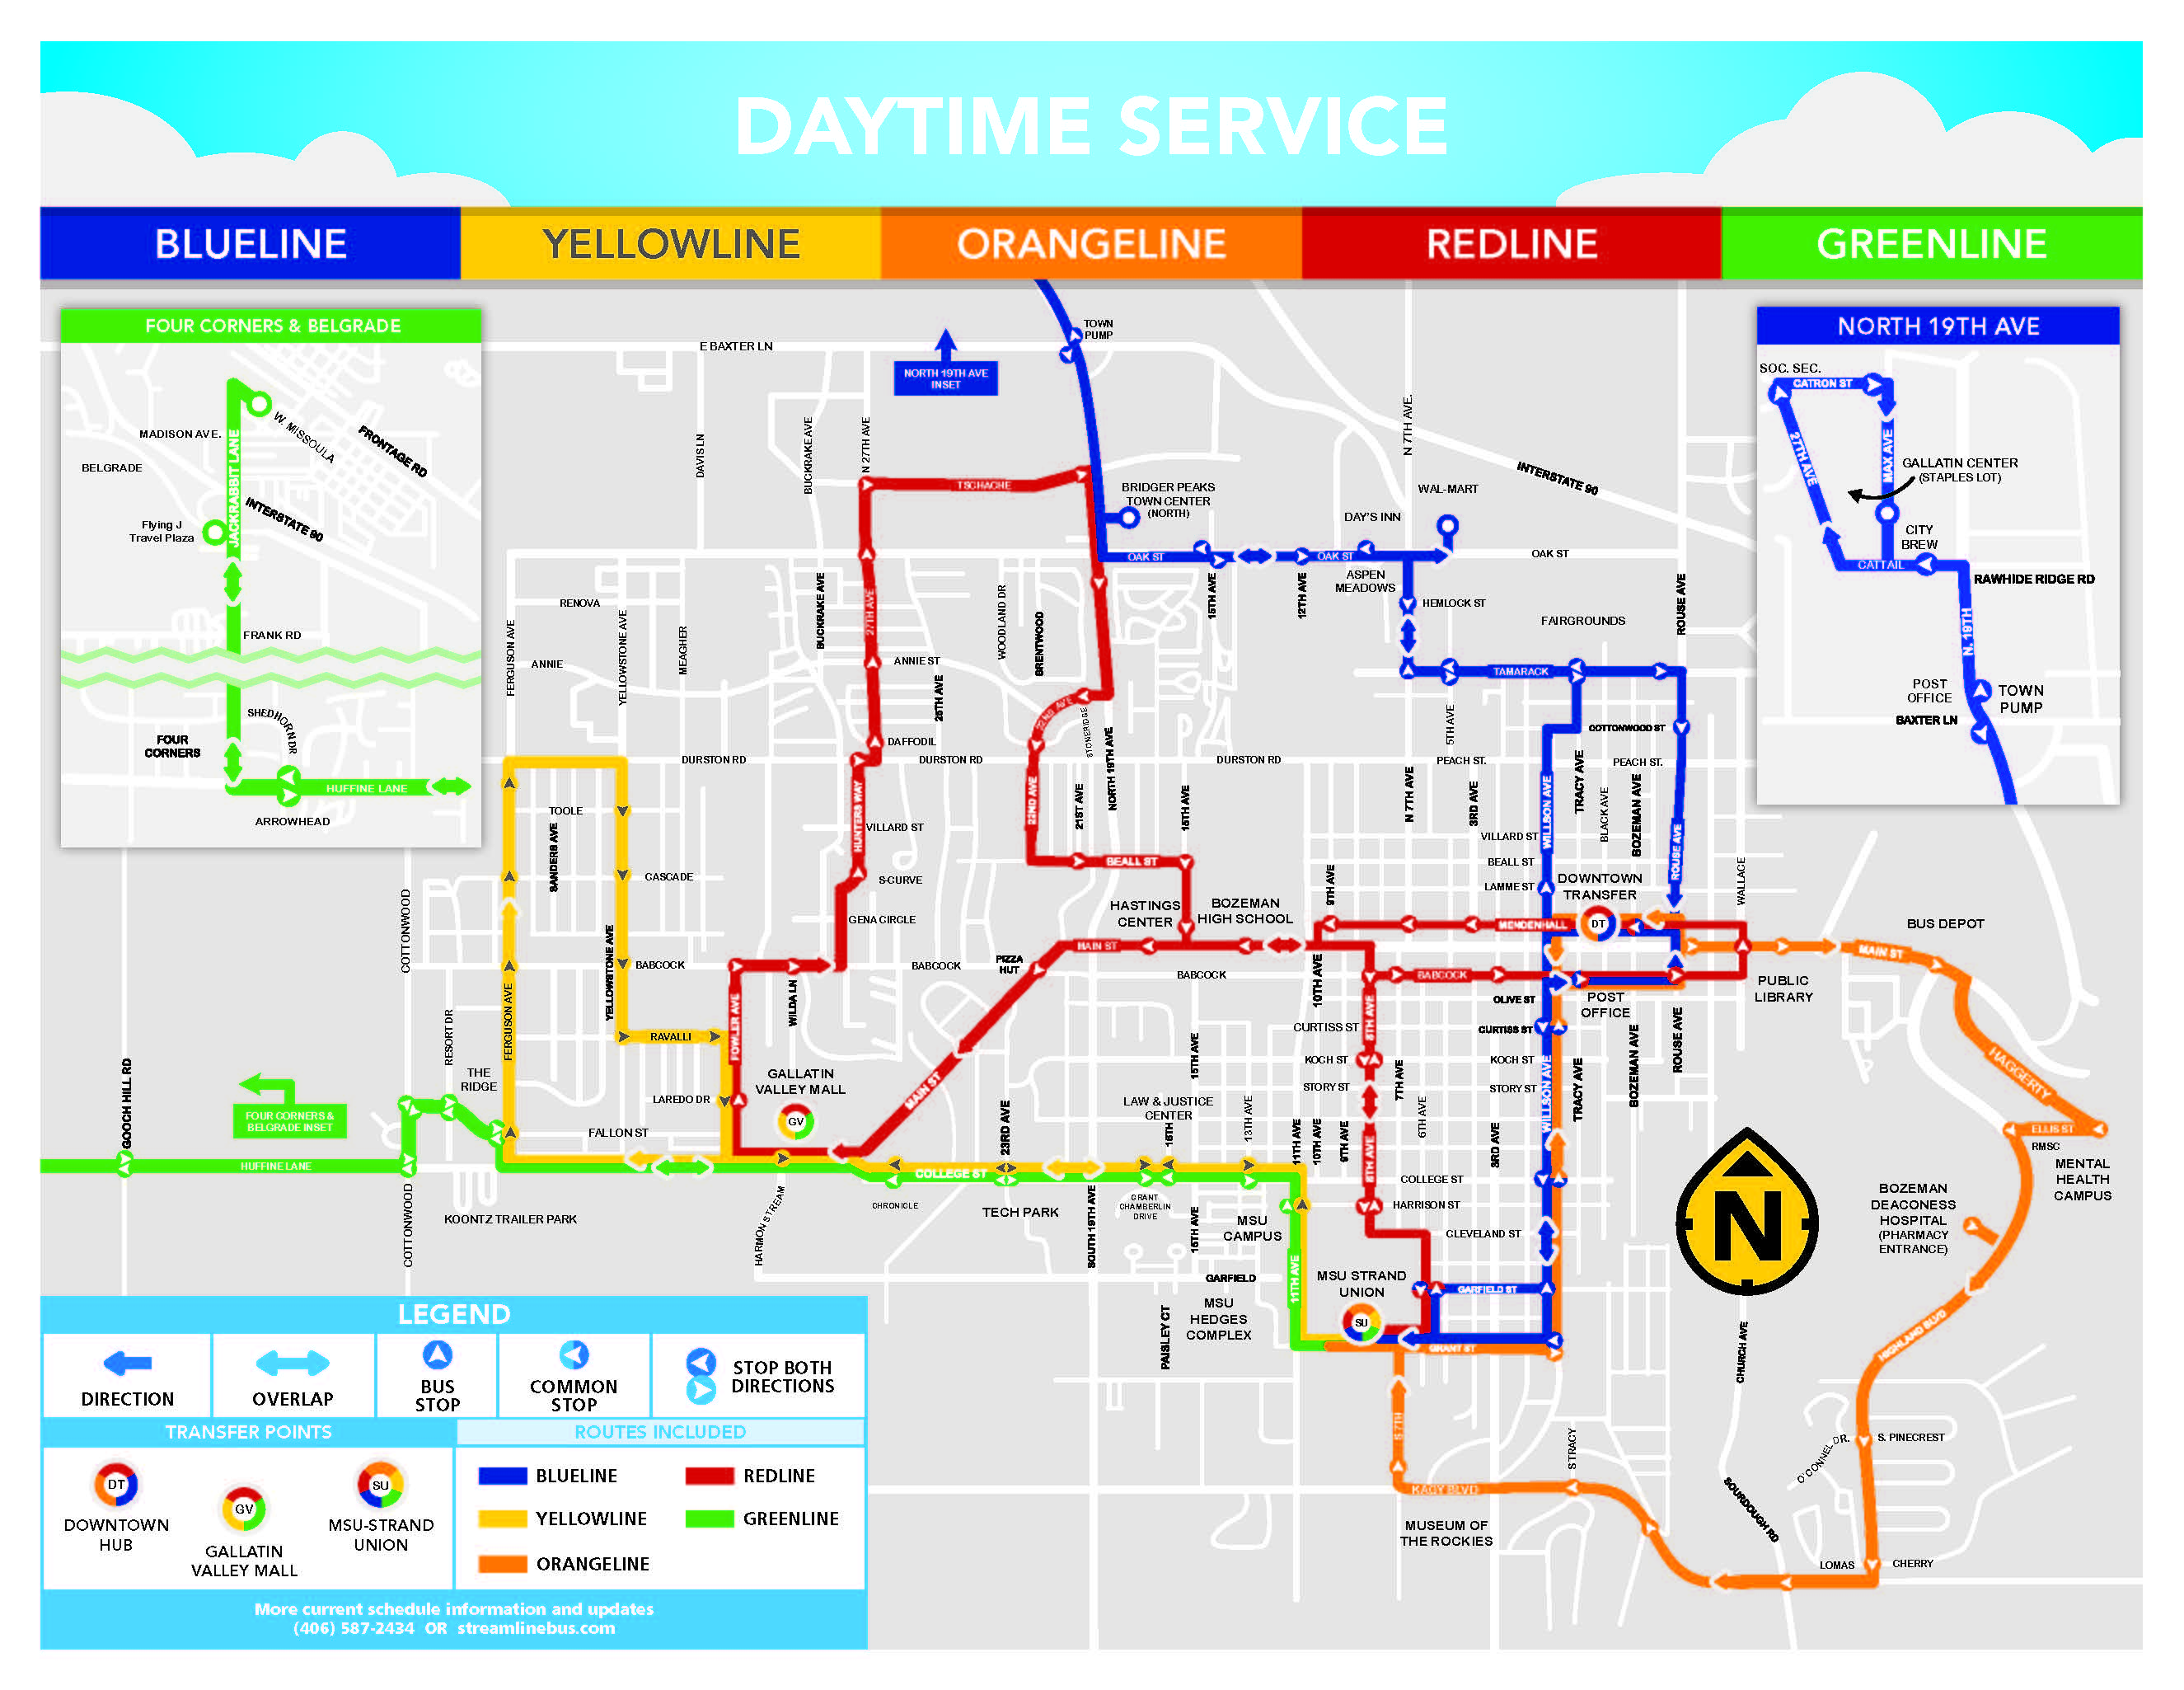 DAYTIME SERVICE
BLUELINE
YELLOWLINE
ORANGELINE
REDLINE
GREENLINE
FOUR CORNERS & BELGRADE
MADISON AVE.
W. MISSOULA
FRONTAGE RD
BELGRADE
JACKRABBIT LANE
INTERSTATE 90
Flying J
Travel Plaza
FRANK RD
SHEDHORN DR
FOUR
CORNERS
HUFFINE LANE
ARROWHEAD
NORTH 19TH AVE
SOC. SEC.
CATRON ST
27TH AVE
MAX AVE
GALLATIN CENTER
(STAPLES LOT)
CITY
BREW
CATTAIL
RAWHIDE RIDGE RD
N. 19TH
POST
OFFICE
TOWN
PUMP
BAXTER LN
TOWN
PUMP
E BAXTER LN
NORTH 19TH AVE
INSET
DAVIS LN
BUCKRAKE AVE
N 27TH AVE
N 7TH AVE.
INTERSTATE 90
TSCHACHE
BRIDGER PEAKS
TOWN CENTER
(NORTH)
WAL-MART
DAY'S INN
OAK ST
OAK ST
OAK ST
ASPEN
MEADOWS
15TH AVE
12TH AVE
HEMLOCK ST
FAIRGROUNDS
ROUSE AVE
RENOVA
ANNIE
FERGUSON AVE
YELLOWSTONE AVE
MEAGHER
BUCKRAKE AVE
27TH AVE
ANNIE ST
25TH AVE
WOODLAND DR
BRENTWOOD
22ND AVE
STONERIDGE
NORTH 19TH AVE
TAMARACK
COTTONWOOD ST
5TH AVE
DAFFODIL
DURSTON RD
DURSTON RD
DURSTON RD
PEACH ST.
PEACH ST.
TOOLE
SANDERS AVE
CASCADE
HUNTERS WAY
VILLARD ST
S-CURVE
GENA CIRCLE
22ND AVE
21ST AVE
15TH AVE
BEALL ST
N 7TH AVE
3RD AVE
WILLSON AVE
TRACY AVE
BLACK AVE
BOZEMAN AVE
ROUSE AVE
VILLARD ST
BEALL ST
LAMME ST
DOWNTOWN
TRANSFER
DT
WALLACE
9TH AVE
HASTINGS
CENTER
BOZEMAN
HIGH SCHOOL
MENDENHALL
MAIN ST
BUS DEPOT
MAIN ST
COTTONWOOD
YELLOWSTONE AVE
BABCOCK
BABCOCK
PIZZA
HUT
BABCOCK
10TH AVE
BABCOCK
PUBLIC
LIBRARY
OLIVE ST
POST
OFFICE
FERGUSON AVE
RESORT DR
RAVALLI
FOWLER AVE
WILDA LN
CURTISS ST
CURTISS ST
8TH AVE
KOCH ST
KOCH ST
STORY ST
STORY ST
15TH AVE
7TH AVE
WILLSON AVE
TRACY AVE
BOZEMAN AVE
ROUSE AVE
HAGGERTY
GOOCH HILL RD
THE
RIDGE
GALLATIN
VALLEY MALL
GV
LAREDO DR
MAIN ST
FOUR CORNERS &
BELGRADE INSET
FALLON ST
23RD AVE
LAW & JUSTICE
CENTER
15TH AVE
13TH AVE
11TH AVE
10TH AVE
9TH AVE
8TH AVE
6TH AVE
3RD AVE
ELLIS ST
RMSC
MENTAL
HEALTH
CAMPUS
HUFFINE LANE
COLLEGE ST
COLLEGE ST
COTTONWOOD
KOONTZ TRAILER PARK
HARMON STREAM
CHRONICLE
TECH PARK
SOUTH 19TH AVE
GRANT
CHAMBERLIN
DRIVE
15TH AVE
MSU
CAMPUS
HARRISON ST
CLEVELAND ST
BOZEMAN
DEACONESS
HOSPITAL
(PHARMACY
ENTRANCE)
N
GARFIELD
11TH AVE
MSU STRAND
UNION
SU
GARFIELD ST
GRANT ST
MSU
HEDGES
COMPLEX
PAISLEY CT
CHURCH AVE
HIGHLAND BLVD
S 7TH
KAGY BLVD
S TRACY
MUSEUM OF
THE ROCKIES
SOURDOUGH RD
O'CONNEL DR.
S. PINECREST
LOMAS
CHERRY
LEGEND
DIRECTION
OVERLAP
BUS
STOP
COMMON
STOP
STOP BOTH
DIRECTIONS
TRANSFER POINTS
ROUTES INCLUDED
DT
DOWNTOWN
HUB
GV
GALLATIN
VALLEY MALL
SU
MSU-STRAND
UNION
BLUELINE
REDLINE
YELLOWLINE
GREENLINE
ORANGELINE
More current schedule information and updates
(406) 587-2434 OR streamlinebus.com